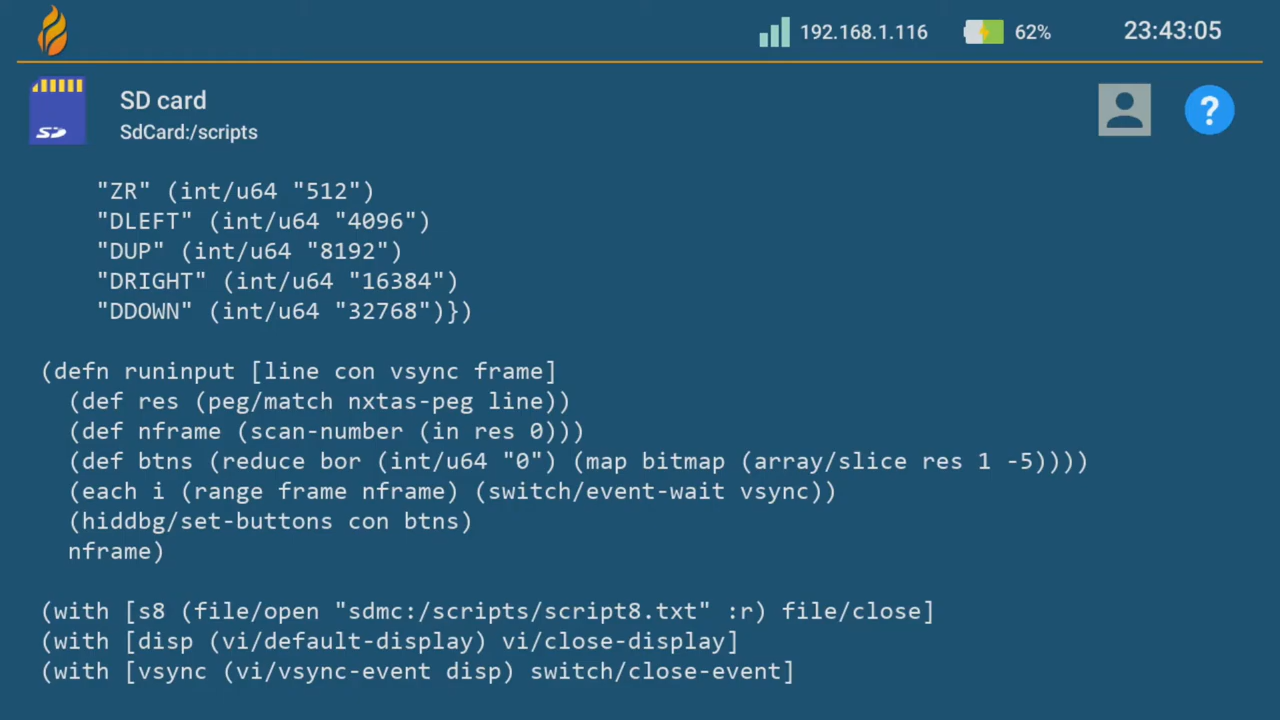 192.168.1.116 62% 23:43:05
SD card
SdCard:/scripts
?
SD
    "ZR" (int/u64 "512")
    "DLEFT" (int/u64 "4096")
    "DUP" (int/u64 "8192")
    "DRIGHT" (int/u64 "16384")
    "DDOWN" (int/u64 "32768")})
(defn runinput [line con vsync frame]
  (def res (peg/match nxtas-peg line))
  (def nframe (scan-number (in res 0)))
  (def btns (reduce bor (int/u64 "0") (map bitmap (array/slice res 1 -5))))
  (each i (range frame nframe) (switch/event-wait vsync))
  (hiddbg/set-buttons con btns)
  nframe)
(with [s8 (file/open "sdmc:/scripts/script8.txt" :r) file/close]
(with [disp (vi/default-display) vi/close-display]
(with [vsync (vi/vsync-event disp) switch/close-event]